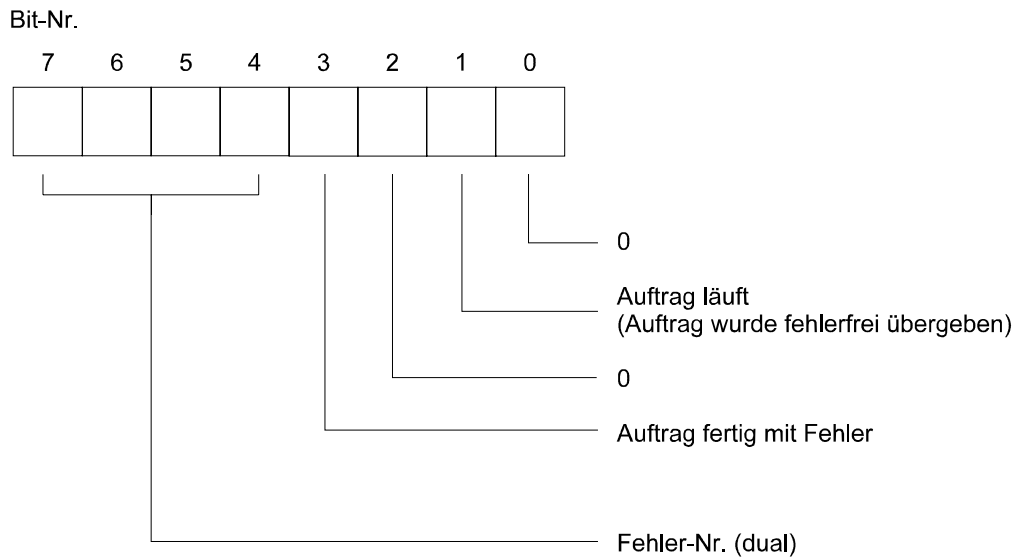 Bit-Nr.
7 6 5 4 3 2 1 0
0
Auftrag läuft
(Auftrag wurde fehlerfrei übergeben)
0
Auftrag fertig mit Fehler
Fehler-Nr. (dual)